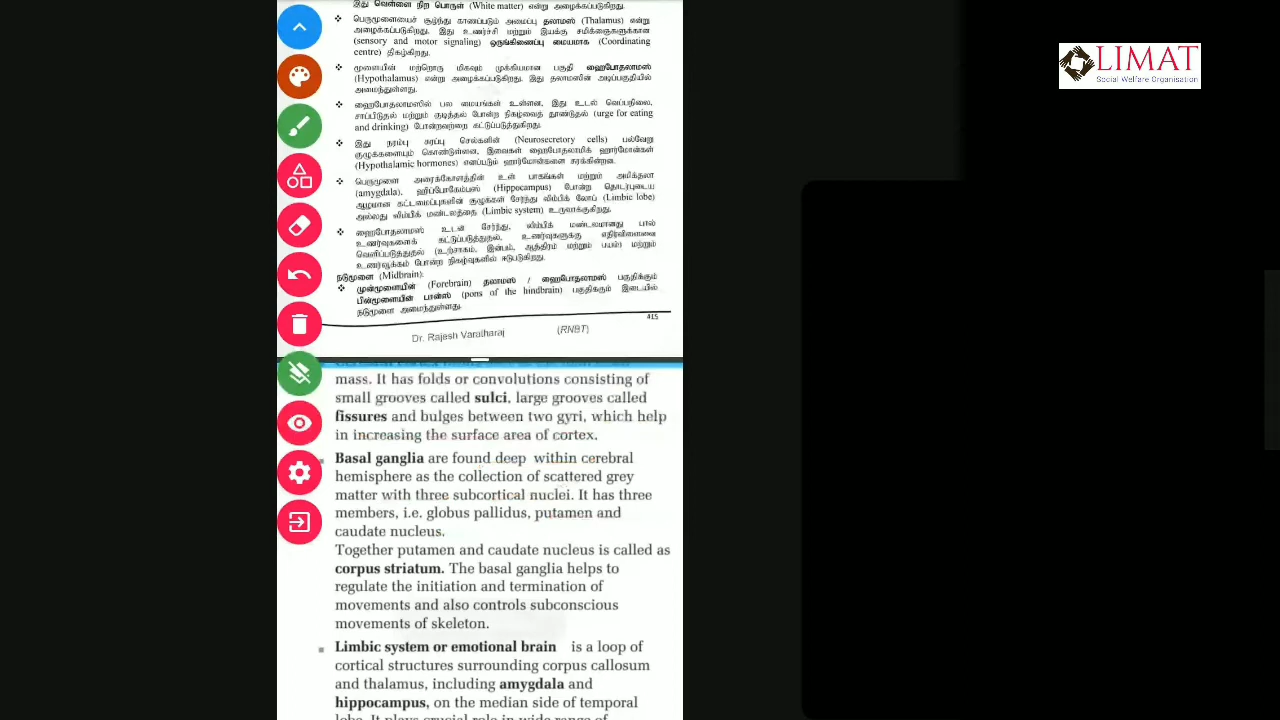 இது வெள்ளை நிற பொருள் (White matter) என்று அழைக்கப்படுகிறது.
❖ பெருமூளையைச் சூழ்ந்து காணப்படும் அமைப்பு தலாமஸ் (Thalamus) என்று
அழைக்கப்படுகிறது. இது உணர்ச்சி மற்றும் இயக்கு சமிக்ஞைகளுக்கான
(sensory and motor signaling) ஒருங்கிணைப்பு மையமாக (Coordinating
centre) திகழ்கிறது.
❖ மூளையின் மற்றொரு மிகவும் முக்கியமான பகுதி ஹைபோதலாமஸ்
(Hypothalamus) என்று அழைக்கப்படுகிறது. இது தலாமஸின் அடிப்பகுதியில்
அமைந்துள்ளது.
❖ ஹைபோதலாமஸில் பல மையங்கள் உள்ளன, இது உடல் வெப்பநிலை,
சாப்பிடுதல் மற்றும் குடித்தல் போன்ற நிகழ்வைத் தூண்டுதல் (urge for eating
and drinking) போன்றவற்றை கட்டுப்படுத்துகிறது.
❖ இது நரம்பு சுரப்பு செல்களின் (Neurosecretory cells) பல்வேறு
குழுக்களையும் கொண்டுள்ளன, இவைகள் ஹைபோதலாமிக் ஹார்மோன்கள்
(Hypothalamic hormones) எனப்படும் ஹார்மோன்களை சுரக்கின்றன.
❖ பெருமூளை அரைக்கோளத்தின் உள் பாகங்கள் மற்றும் அமிக்தலா
(amygdala), ஹிப்போகேம்பஸ் (Hippocampus) போன்ற தொடர்புடைய
ஆழமான கட்டமைப்புகளின் குழுக்கள் சேர்ந்து லிம்பிக் லோப் (Limbic lobe)
அல்லது லிம்பிக் மண்டலத்தை (Limbic system) உருவாக்குகிறது.
❖ ஹைபோதலாமஸ் உடன் சேர்ந்து, லிம்பிக் மண்டலமானது பால்
உணர்வுகளைக் கட்டுப்படுத்துதல், உணர்வுகளுக்கு எதிர்விளைவை
வெளிப்படுத்துதல் (உற்சாகம், இன்பம், ஆத்திரம் மற்றும் பயம்) மற்றும்
உணர்வூக்கம் போன்ற நிகழ்வுகளில் ஈடுபடுகிறது.
நடுமூளை (Midbrain):
❖ முன்மூளையின் (Forebrain) தலாமஸ் / ஹைபோதலாமஸ் பகுதிக்கும்
பின்மூளையின் பான்ஸ் (pons of the hindbrain) பகுதிகளும் இடையில்
நடுமூளை அமைந்துள்ளது.
#15
Dr. Rajesh Varatharaj (RNBT)
mass. It has folds or convolutions consisting of
small grooves called sulci, large grooves called
fissures and bulges between two gyri, which help
in increasing the surface area of cortex.
Basal ganglia are found deep within cerebral
hemisphere as the collection of scattered grey
matter with three subcortical nuclei. It has three
members, i.e. globus pallidus, putamen and
caudate nucleus.
Together putamen and caudate nucleus is called as
corpus striatum. The basal ganglia helps to
regulate the initiation and termination of
movements and also controls subconscious
movements of skeleton.
Limbic system or emotional brain is a loop of
cortical structures surrounding corpus callosum
and thalamus, including amygdala and
hippocampus, on the median side of temporal
lobe. It plays crucial role in wide range of
LIMAT
Social Welfare Organisation